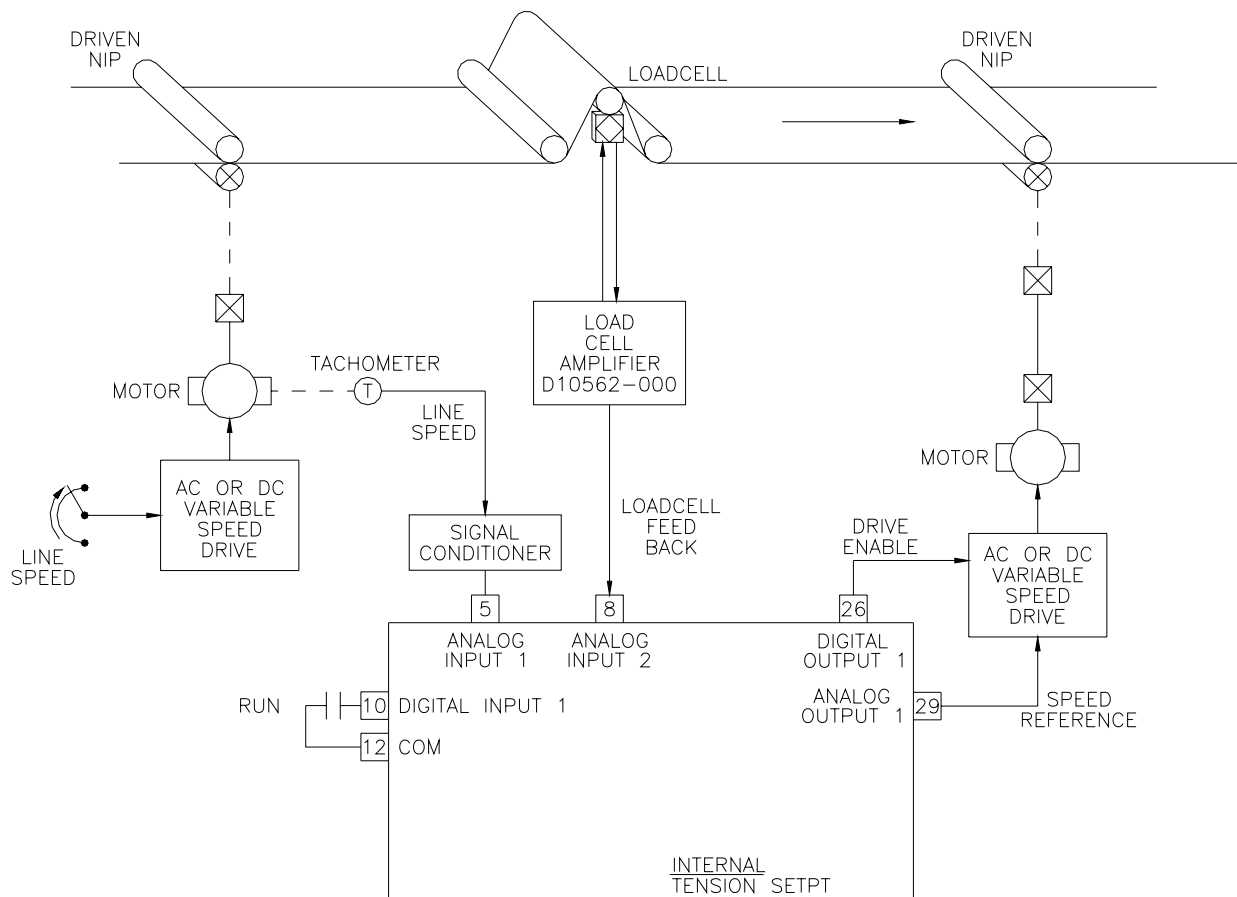 DRIVEN
NIP
LOADCELL
DRIVEN
NIP
LOAD
CELL
AMPLIFIER
D10562-000
TACHOMETER
T
MOTOR
LINE
SPEED
AC OR DC
VARIABLE
SPEED
DRIVE
LINE
SPEED
SIGNAL
CONDITIONER
LOADCELL
FEED
BACK
MOTOR
DRIVE
ENABLE
AC OR DC
VARIABLE
SPEED
DRIVE
5
8
26
ANALOG
INPUT 1
ANALOG
INPUT 2
DIGITAL
OUTPUT 1
RUN
10
DIGITAL INPUT 1
12
COM
ANALOG
OUTPUT 1
29
SPEED
REFERENCE
INTERNAL
TENSION SETPT